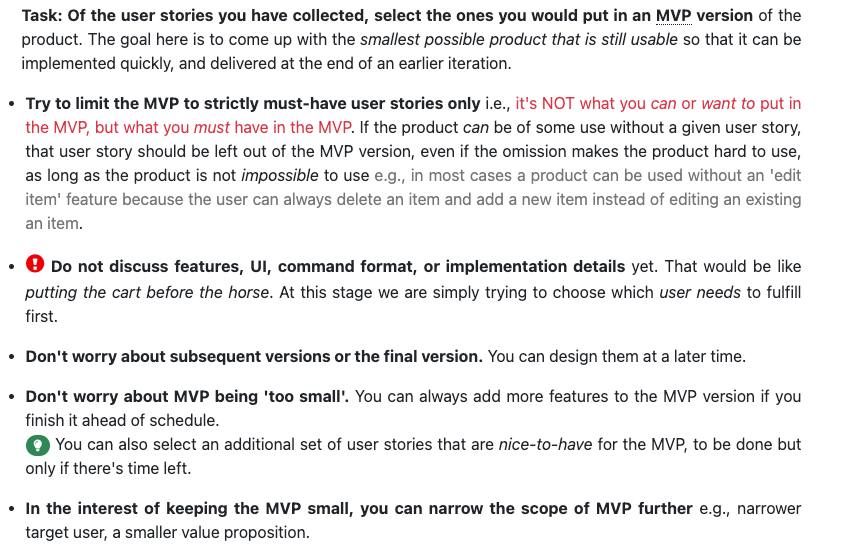 Task: Of the user stories you have collected, select the ones you would put in an MVP version of the
product. The goal here is to come up with the smallest possible product that is still usable so that it can be
implemented quickly, and delivered at the end of an earlier iteration.
• Try to limit the MVP to strictly must-have user stories only i.e., it's NOT what you can or want to put in
the MVP, but what you must have in the MVP. If the product can be of some use without a given user story,
that user story should be left out of the MVP version, even if the omission makes the product hard to use,
as long as the product is not impossible to use e.g., in most cases a product can be used without an 'edit
item' feature because the user can always delete an item and add a new item instead of editing an existing
an item.
• Do not discuss features, UI, command format, or implementation details yet. That would be like
putting the cart before the horse. At this stage we are simply trying to choose which user needs to fulfill
first.
• Don't worry about subsequent versions or the final version. You can design them at a later time.
• Don't worry about MVP being 'too small'. You can always add more features to the MVP version if you
finish it ahead of schedule.
You can also select an additional set of user stories that are nice-to-have for the MVP, to be done but
only if there's time left.
• In the interest of keeping the MVP small, you can narrow the scope of MVP further e.g., narrower
target user, a smaller value proposition.